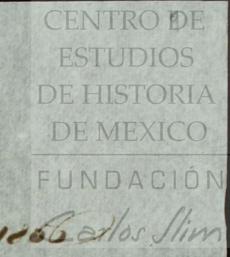 CENTRO DE
ESTUDIOS
DE HISTORIA
DE MEXICO
FUNDACIÓN
Carlos Slim